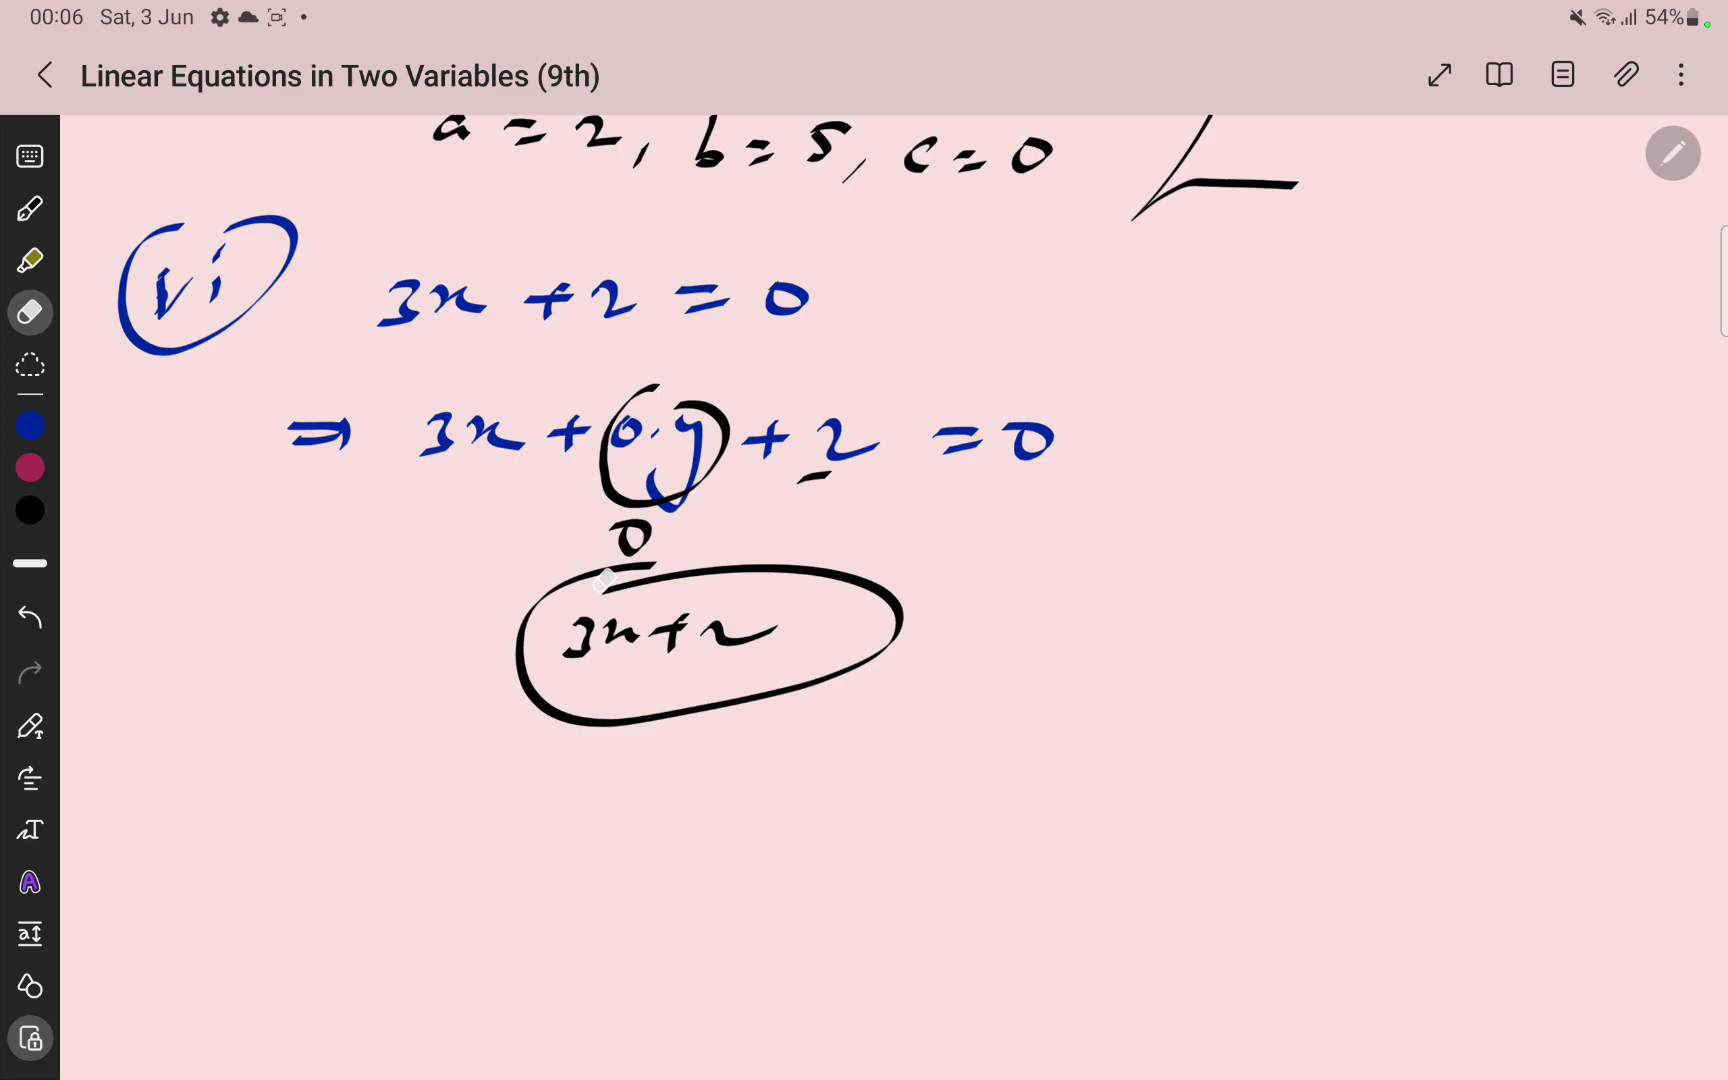 00:06 Sat, 3 Jun 54%
Linear Equations in Two Variables (9th)
a = 2, b = 5, c = 0
vi 3x + 2 = 0
⇒ 3x + 0.y + 2 = 0
0
3x + 2